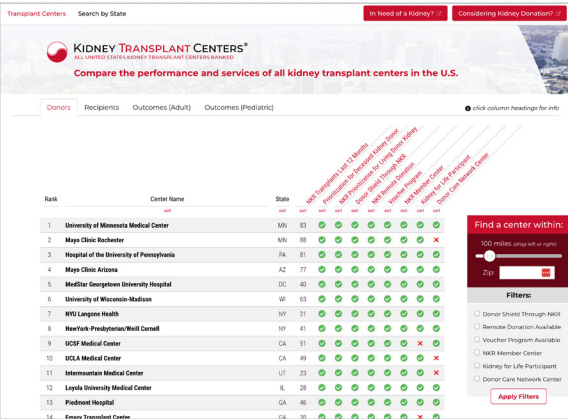 Transplant Centers Search by State In Need of a Kidney? Considering Kidney Donation?
KIDNEY TRANSPLANT CENTERS®
ALL UNITED STATES KIDNEY TRANSPLANT CENTERS RANKED
Compare the performance and services of all kidney transplant centers in the U.S.
Donors Recipients Outcomes (Adult) Outcomes (Pediatric) click column headings for info
NKR Transplants Last 12 Months
Prioritization for Deceased Kidney Donor
NKR Prioritization for Living Donor Kidney
Donor Shield Through NKR
NKR Remote Donation
Voucher Program
NKR Member Center
Kidney for Life Participant
Donor Care Network Center
Rank Center Name State
sort sort sort sort sort sort sort sort sort sort sort
1 University of Minnesota Medical Center MN 83
2 Mayo Clinic Rochester MN 88
3 Hospital of the University of Pennsylvania PA 81
4 Mayo Clinic Arizona AZ 77
5 MedStar Georgetown University Hospital DC 40
6 University of Wisconsin-Madison WI 63
7 NYU Langone Health NY 21
8 NewYork-Presbyterian/Weill Cornell NY 41
9 UCSF Medical Center CA 51
10 UCLA Medical Center CA 49
11 Intermountain Medical Center UT 23
12 Loyola University Medical Center IL 28
13 Piedmont Hospital GA 46
14 Emory Transplant Center GA 30
Find a center within:
100 miles (drag left or right)
Zip:
Filters:
Donor Shield Through NKR
Remote Donation Available
Voucher Program Available
NKR Member Center
Kidney for Life Participant
Donor Care Network Center
Apply Filters